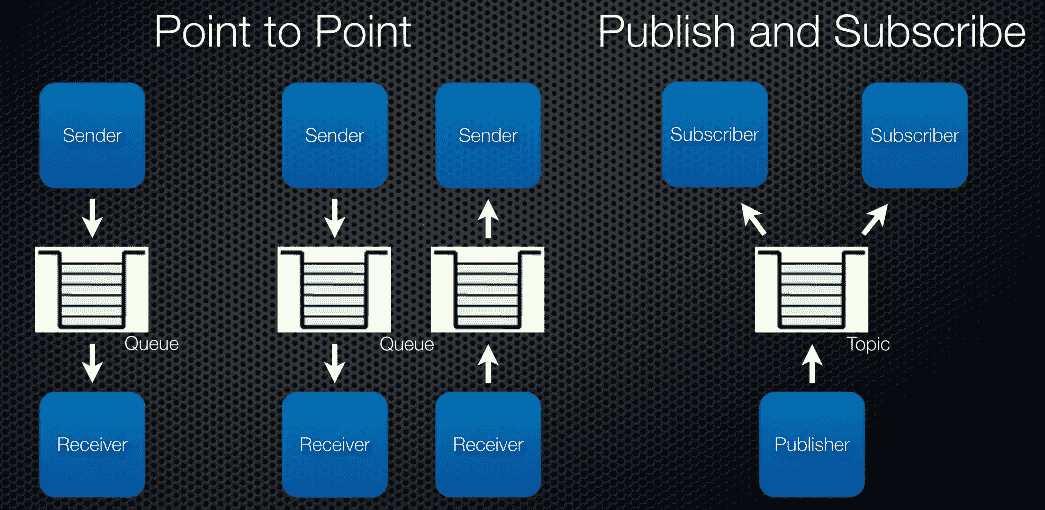 Point to Point
Publish and Subscribe
Sender
Sender
Sender
Subscriber
Subscriber
Queue
Queue
Topic
Receiver
Receiver
Receiver
Publisher